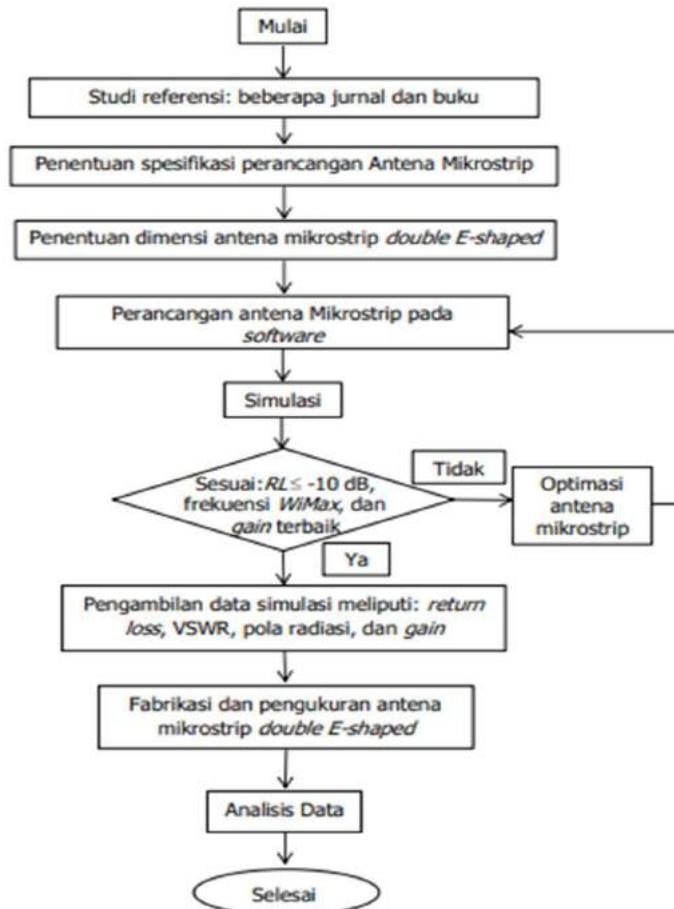 Mulai
Studi referensi: beberapa jurnal dan buku
Penentuan spesifikasi perancangan Antena Mikrostrip
Penentuan dimensi antena mikrostrip double E-shaped
Perancangan antena Mikrostrip pada
software
Simulasi
Sesuai: RL ≤ -10 dB,
frekuensi WiMax, dan
gain terbaik
Tidak
Optimasi
antena
mikrostrip
Ya
Pengambilan data simulasi meliputi: return
loss, VSWR, pola radiasi, dan gain
Fabrikasi dan pengukuran antena
mikrostrip double E-shaped
Analisis Data
Selesai